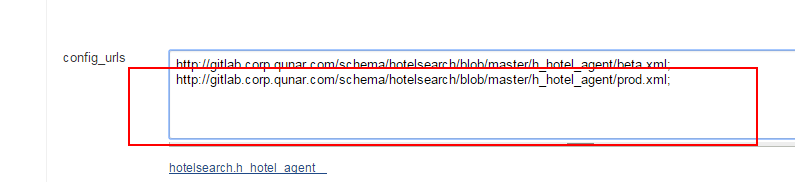 config_urls
http://gitlab.corp.qunar.com/schema/hotelsearch/blob/master/h_hotel_agent/beta.xml;
http://gitlab.corp.qunar.com/schema/hotelsearch/blob/master/h_hotel_agent/prod.xml;
hotelsearch.h_hotel_agent__